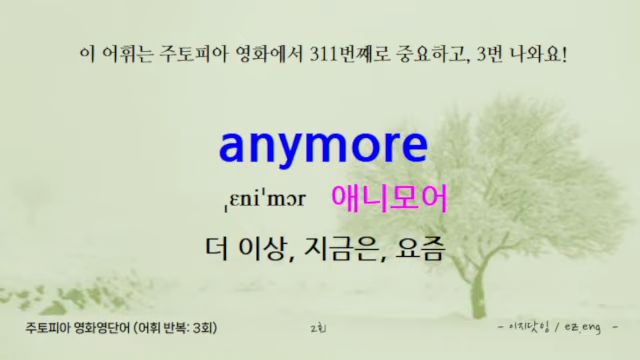 이 어휘는 주토피아 영화에서 311번째로 중요하고, 3번 나와요!
anymore
ˌɛniˈmɔr 애니모어
더 이상, 지금은, 요즘
주토피아 영화영단어 (어휘 반복: 3회) 2회 - 이지닷잉 / ez.eng -